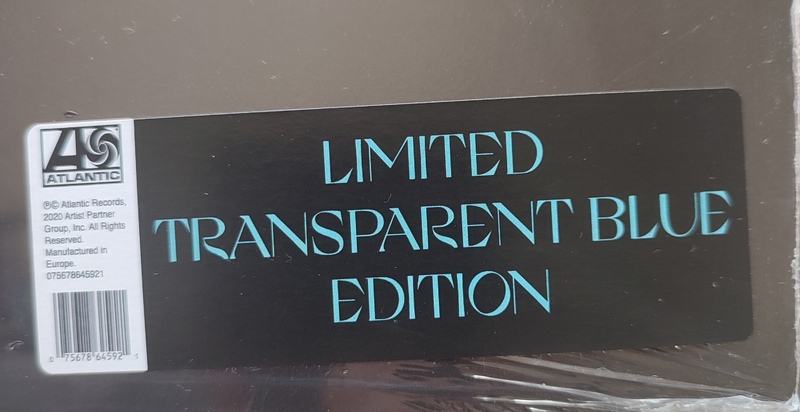 ATLANTIC
℗© Atlantic Records,
2020 Artist Partner
Group, Inc. All Rights
Reserved.
Manufactured in
Europe.
075678645921
0 75678 64592 1
LIMITED
TRANSPARENT BLUE
EDITION